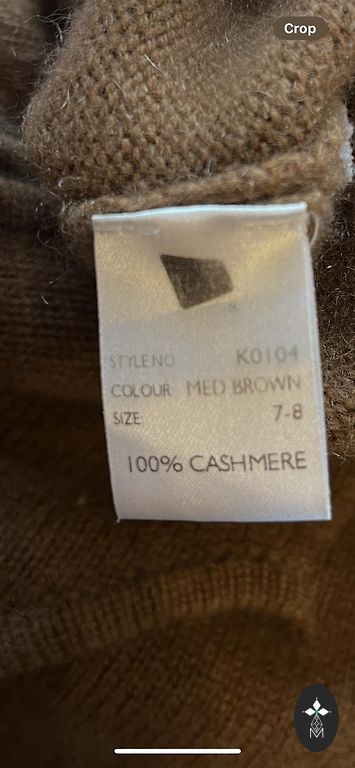 Crop
STYLE NO K0104
COLOUR: MED BROWN
SIZE: 7-8
100% CASHMERE
M